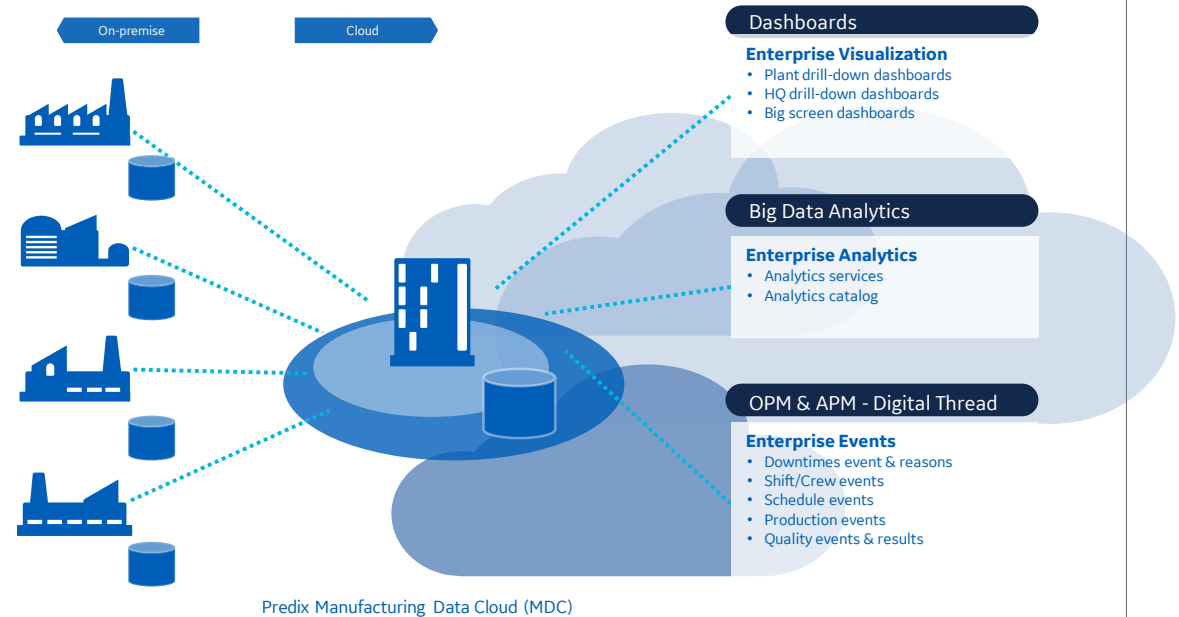 On-premise
Cloud
Dashboards
Enterprise Visualization
• Plant drill-down dashboards
• HQ drill-down dashboards
• Big screen dashboards
Big Data Analytics
Enterprise Analytics
• Analytics services
• Analytics catalog
OPM & APM - Digital Thread
Enterprise Events
• Downtimes event & reasons
• Shift/Crew events
• Schedule events
• Production events
• Quality events & results
Predix Manufacturing Data Cloud (MDC)